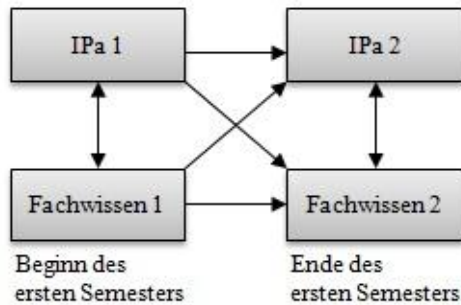 IPa 1
IPa 2
Fachwissen 1
Fachwissen 2
Beginn des
ersten Semesters
Ende des
ersten Semesters